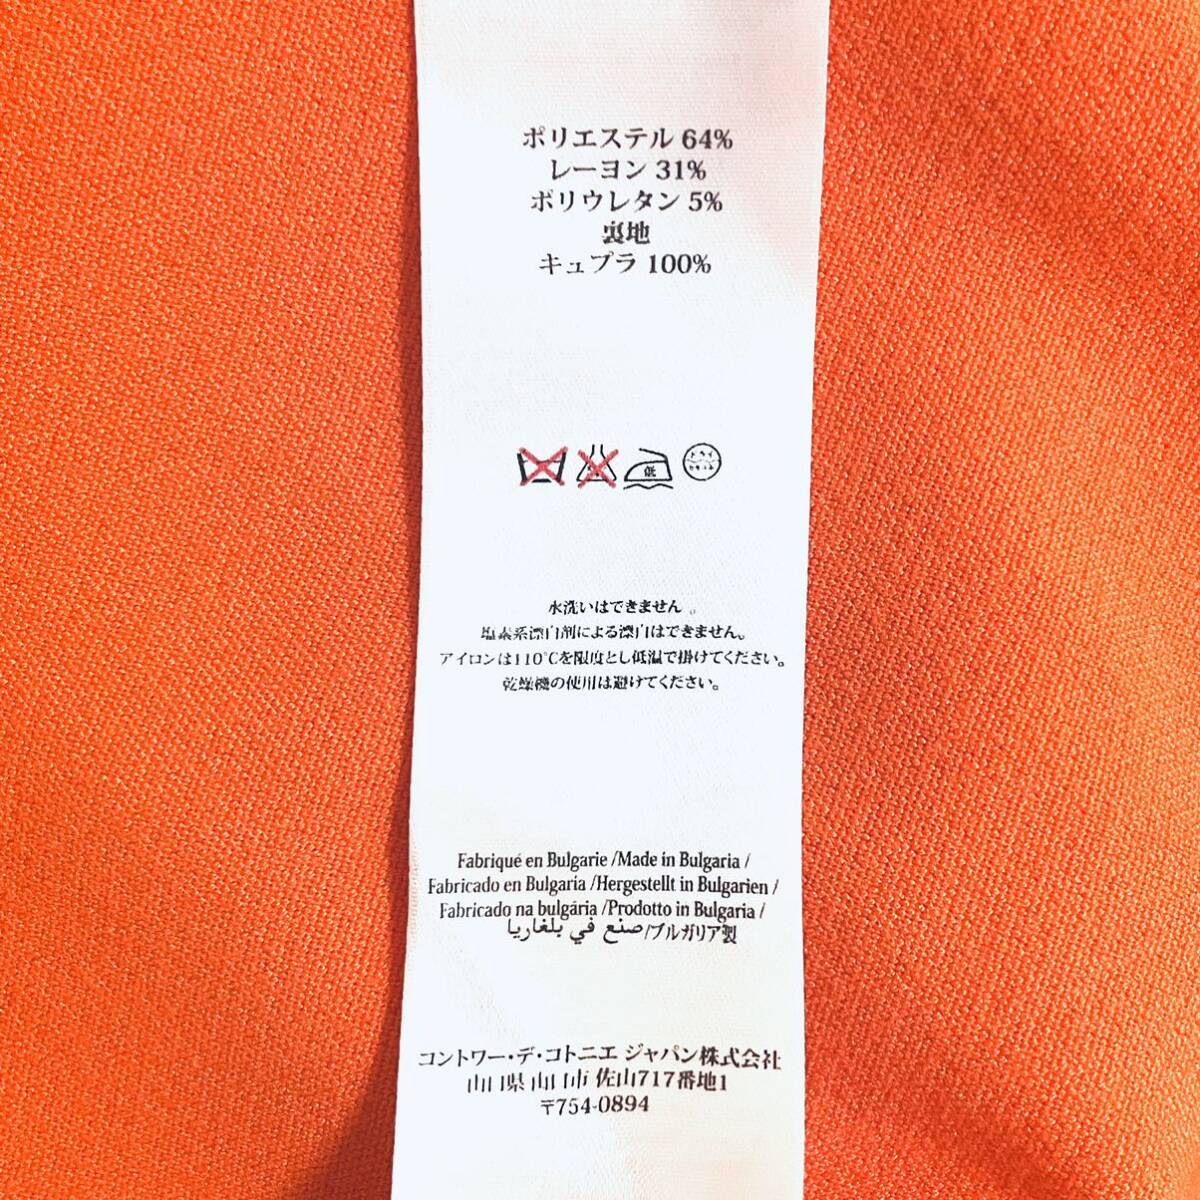 ポリエステル 64%
レーヨン 31%
ポリウレタン 5%
裏地
キュプラ 100%
低
ドライ
水洗いはできません。
塩素系漂白剤による漂白はできません。
アイロンは110°Cを限度とし低温で掛けてください。
乾燥機の使用は避けてください。
Fabriqué en Bulgarie /Made in Bulgaria /
Fabricado en Bulgaria /Hergestellt in Bulgarien /
Fabricado na bulgária /Prodotto in Bulgaria /
صنع في بلغاريا/ブルガリア製
コントワー・デ・コトニエ ジャパン株式会社
山口県山口市 佐山717番地1
〒754-0894